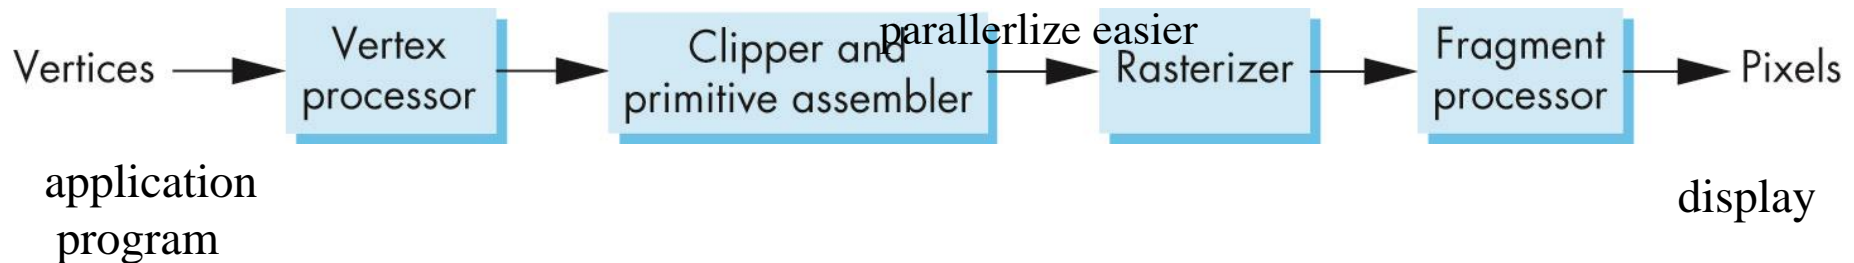 parallerlize easier
Vertices
Vertex
processor
Clipper and
primitive assembler
Rasterizer
Fragment
processor
Pixels
application
program
display